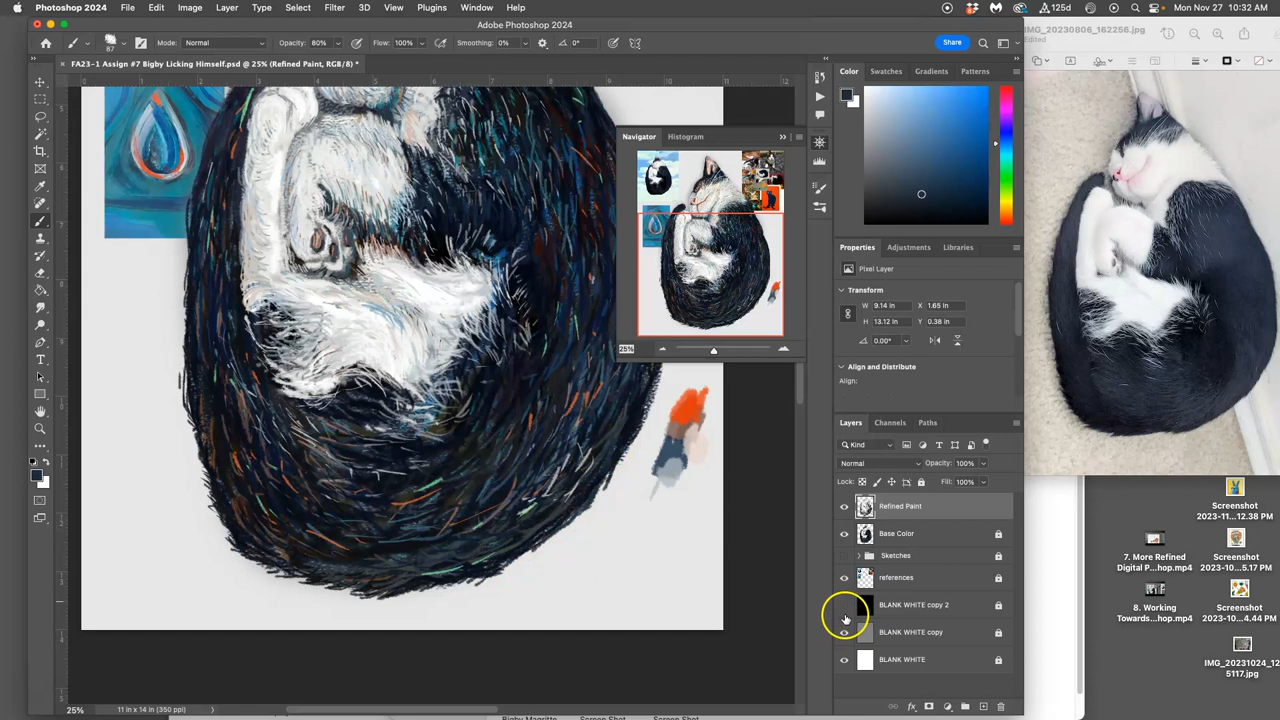 Photoshop 2024 File Edit Image Layer Type Select Filter 3D View Plugins Window Help 125d Mon Nov 27 10:32 AM
Adobe Photoshop 2024
IMG_20230806_162256.jpg
Edited
87 Mode: Normal Opacity: 80% Flow: 100% Smoothing: 0% 0° Share
FA23-1 Assign #7 Bigby Licking Himself.psd @ 25% (Refined Paint, RGB/8) *
Color Swatches Gradients Patterns
Navigator Histogram
25%
Properties Adjustments Libraries
Pixel Layer
Transform
W 9.14 in X 1.65 in
H 13.12 in Y 0.38 in
0.00°
Align and Distribute
Align:
Layers Channels Paths
Kind
Normal Opacity: 100%
Lock: Fill: 100%
Refined Paint
Base Color
Sketches
references
BLANK WHITE copy 2
BLANK WHITE copy
BLANK WHITE
25% 11 in x 14 in (350 ppi)
Screenshot
2023-11...12.38 PM
7. More Refined
Digital P...hop.mp4
Screenshot
2023-10...5.17 PM
8. Working
Towards...hop.mp4
Screenshot
2023-10...4.44 PM
IMG_20231024_14
5117.jpg